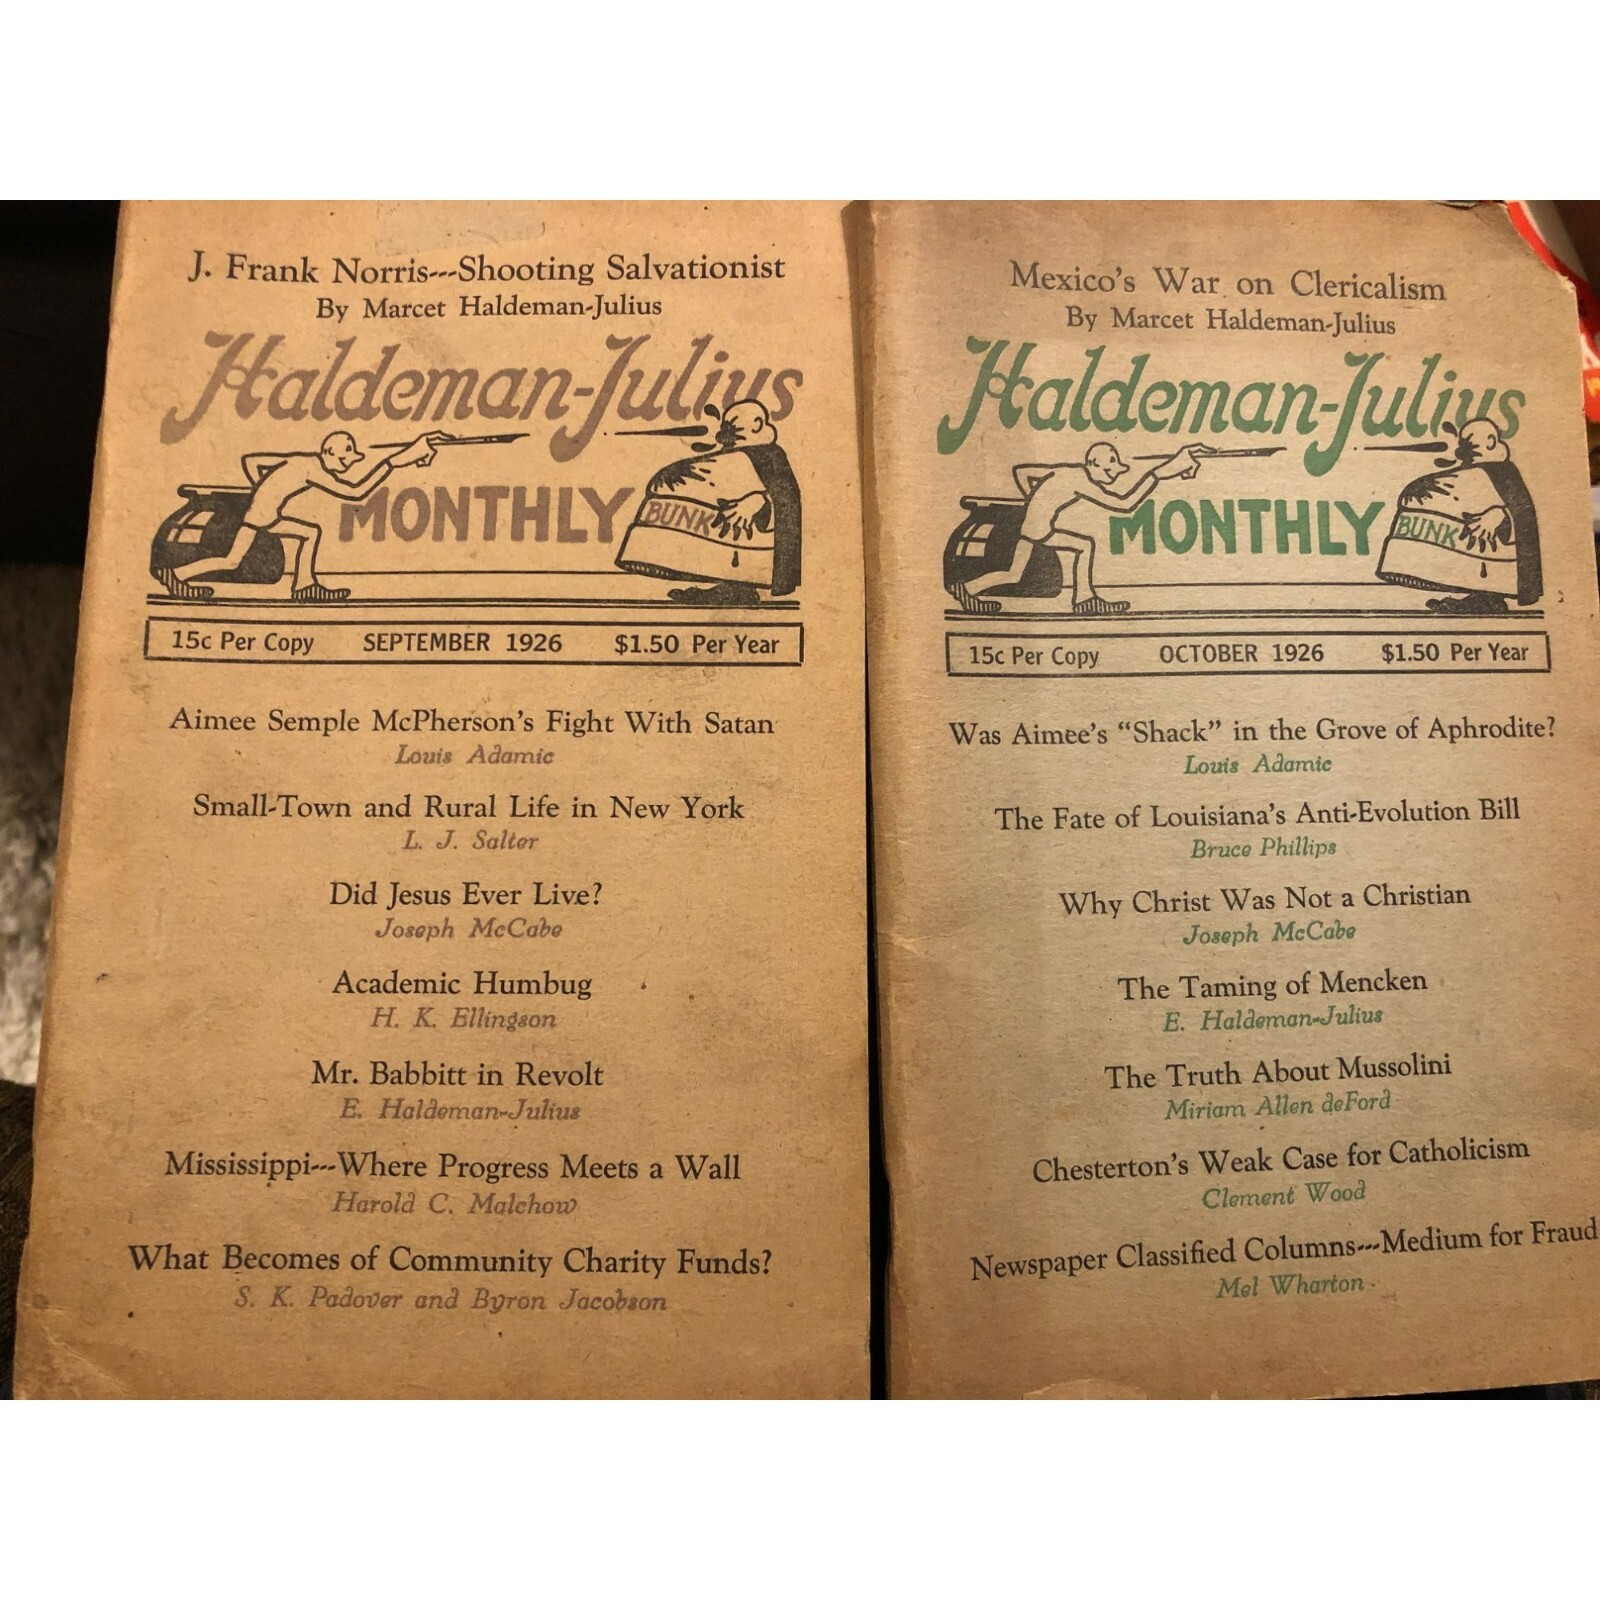 J. Frank Norris---Shooting Salvationist
By Marcet Haldeman-Julius
Haldeman-Julius
MONTHLY
BUNK
15c Per Copy SEPTEMBER 1926 $1.50 Per Year
Aimee Semple McPherson's Fight With Satan
Louis Adamic
Small-Town and Rural Life in New York
L. J. Salter
Did Jesus Ever Live?
Joseph McCabe
Academic Humbug
H. K. Ellingson
Mr. Babbitt in Revolt
E. Haldeman-Julius
Mississippi---Where Progress Meets a Wall
Harold C. Malchow
What Becomes of Community Charity Funds?
S. K. Padover and Byron Jacobson
Mexico's War on Clericalism
By Marcet Haldeman-Julius
Haldeman-Julius
MONTHLY
BUNK
15c Per Copy OCTOBER 1926 $1.50 Per Year
Was Aimee's "Shack" in the Grove of Aphrodite?
Louis Adamic
The Fate of Louisiana's Anti-Evolution Bill
Bruce Phillips
Why Christ Was Not a Christian
Joseph McCabe
The Taming of Mencken
E. Haldeman-Julius
The Truth About Mussolini
Miriam Allen deFord
Chesterton's Weak Case for Catholicism
Clement Wood
Newspaper Classified Columns---Medium for Fraud
Mel Wharton